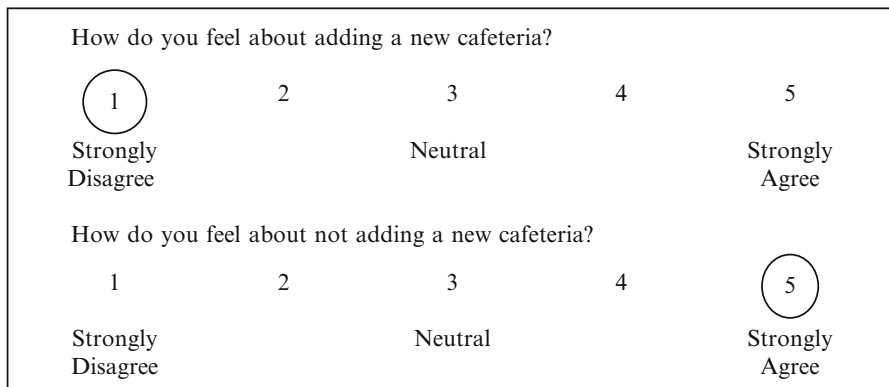 How do you feel about adding a new cafeteria?
1 2 3 4 5
Strongly Neutral Strongly
Disagree Agree
How do you feel about not adding a new cafeteria?
1 2 3 4 5
Strongly Neutral Strongly
Disagree Agree